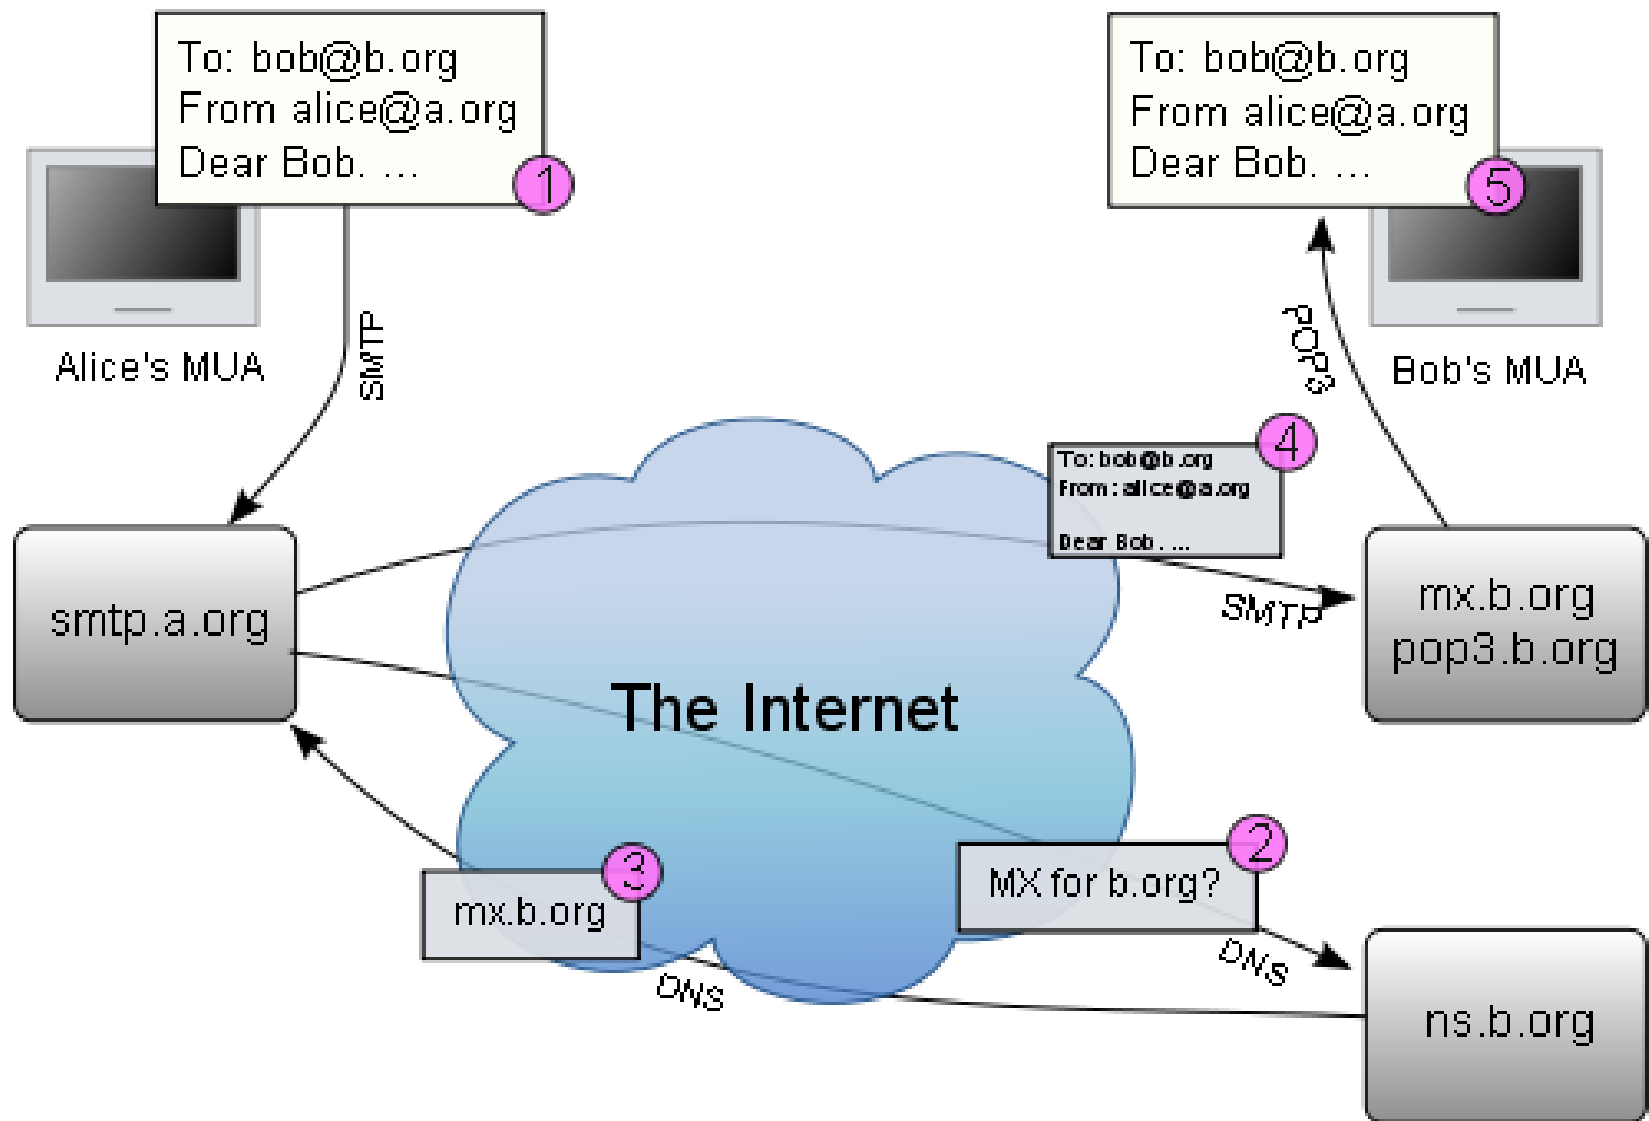 To: bob@b.org
From alice@a.org
Dear Bob. ...
1
Alice's MUA
SMTP
To: bob@b.org
From alice@a.org
Dear Bob. ...
5
Bob's MUA
POP3
4
To: bob@b.org
From: alice@a.org
Dear Bob. ...
SMTP
smtp.a.org
mx.b.org
pop3.b.org
The Internet
2
MX for b.org?
DNS
3
mx.b.org
DNS
ns.b.org